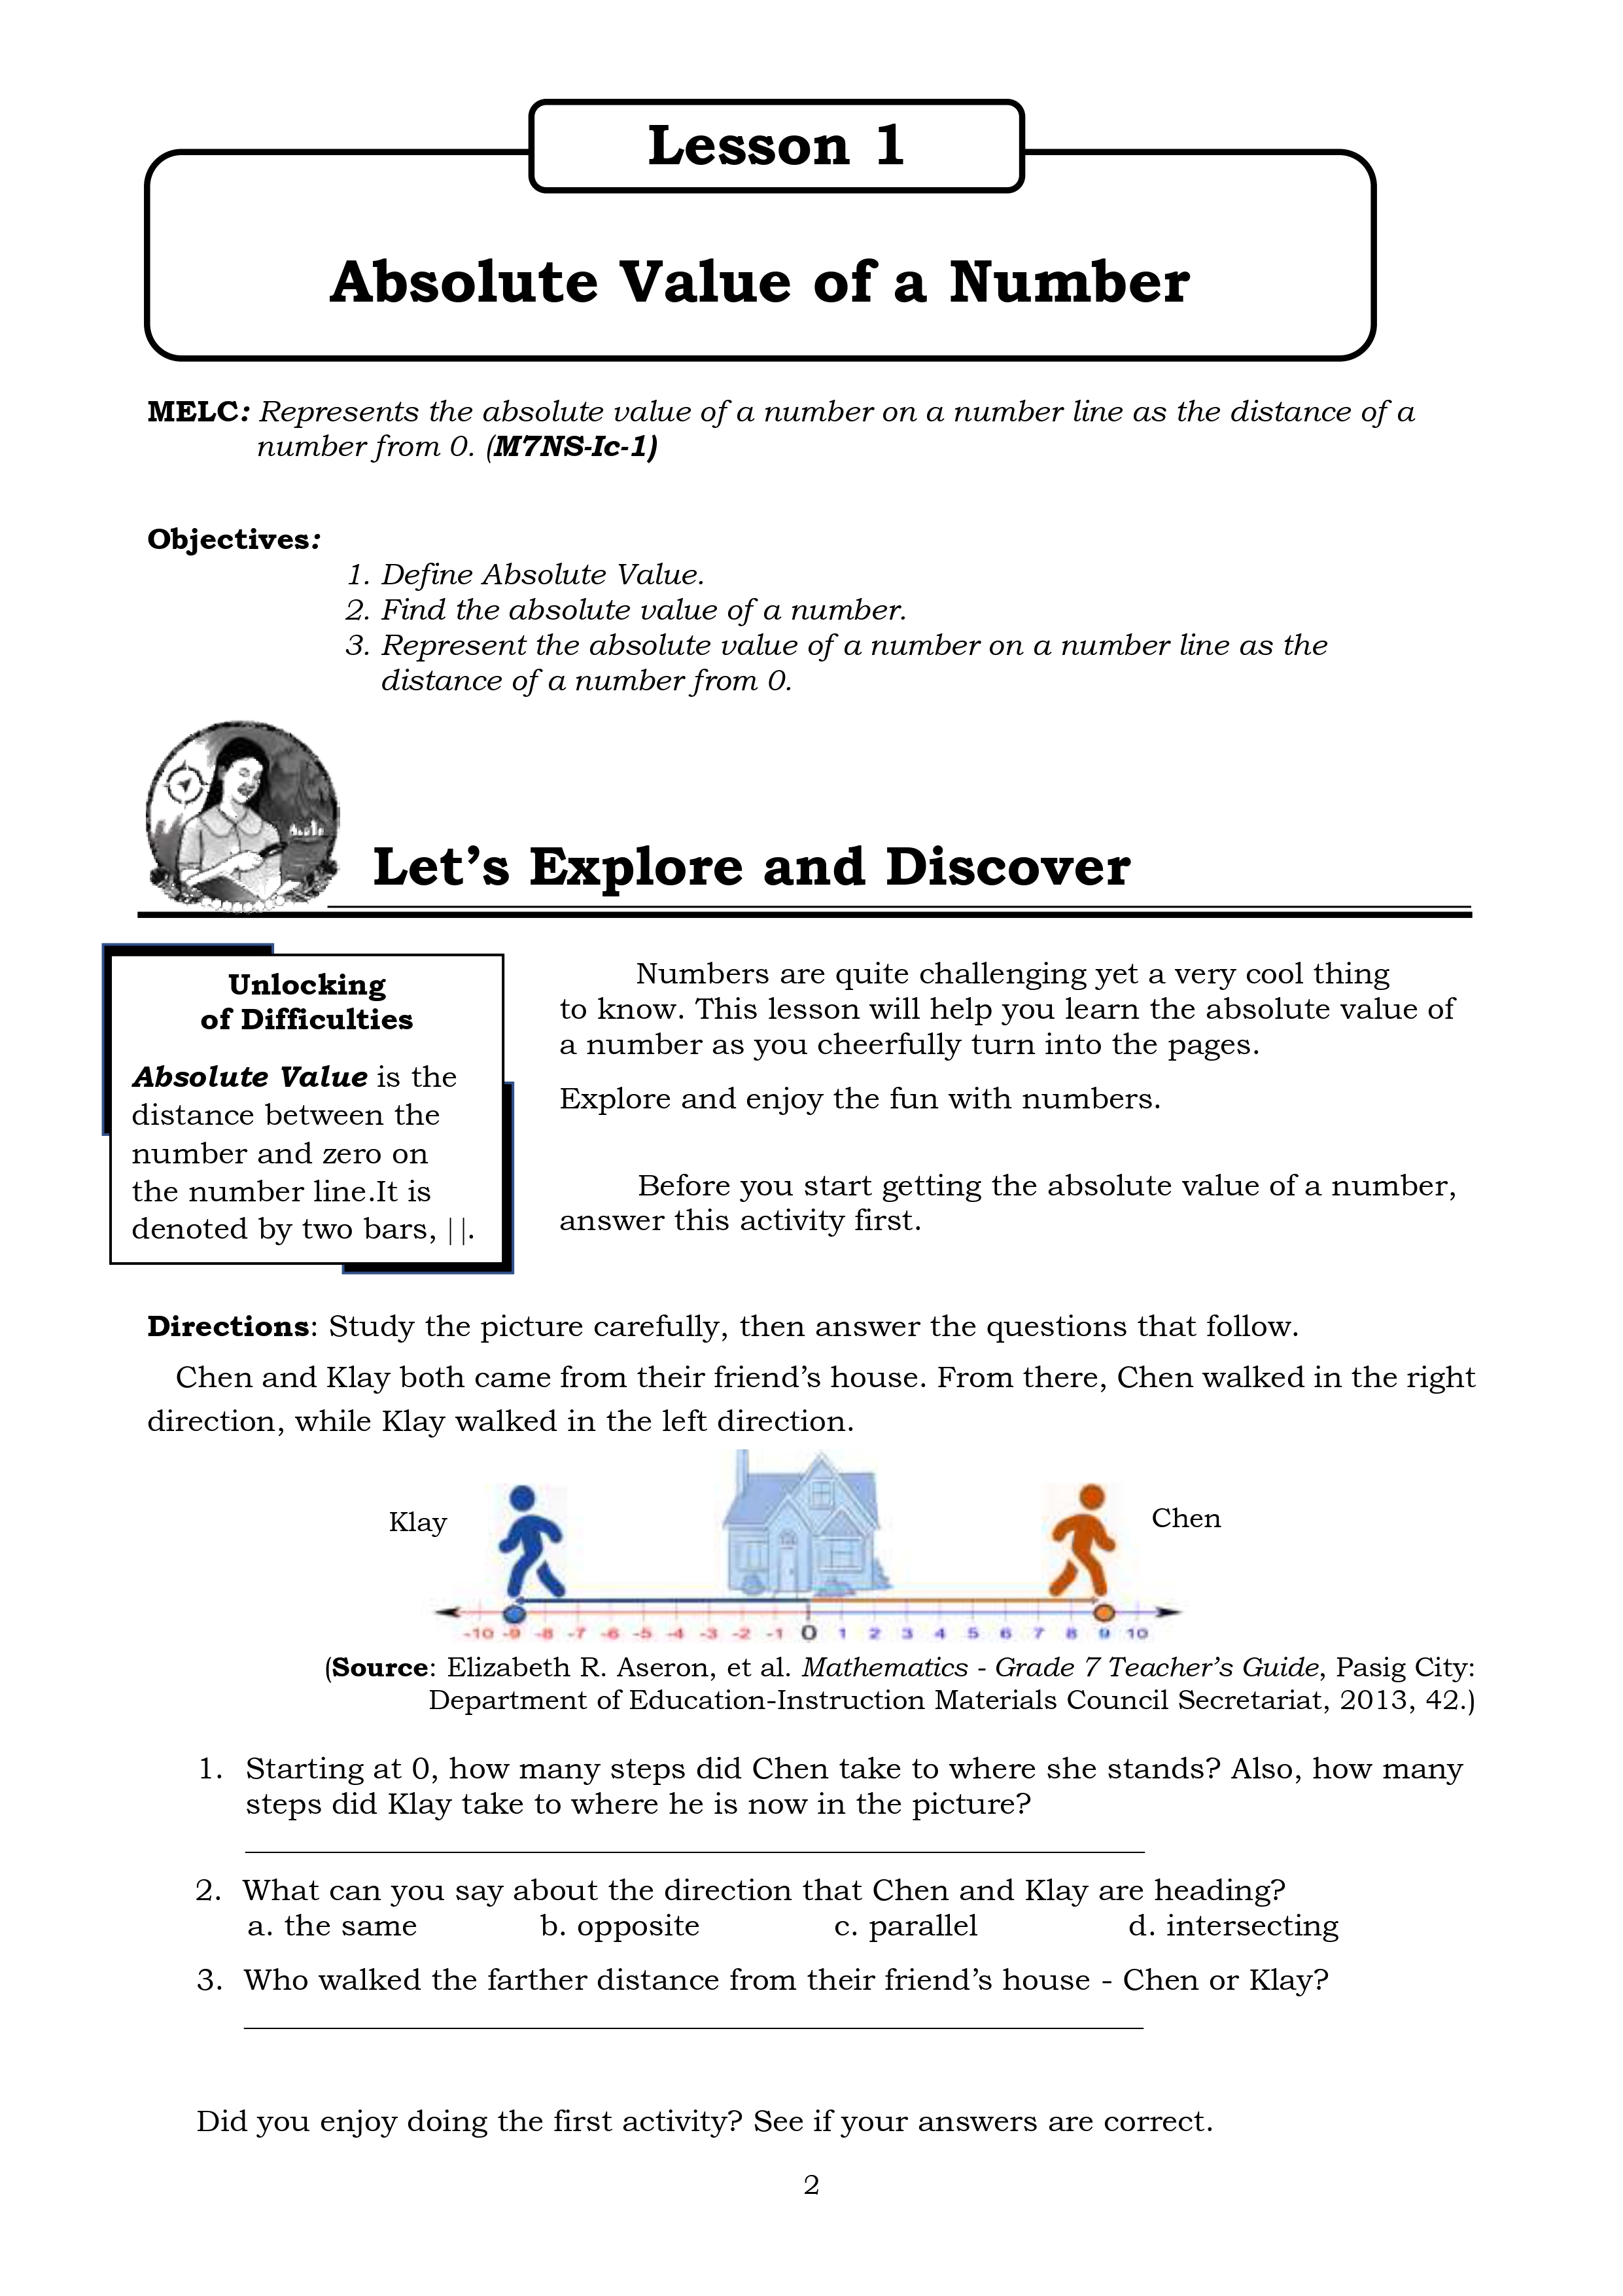 Lesson 1
Absolute Value of a Number
MELC: Represents the absolute value of a number on a number line as the distance of a
number from 0. (M7NS-Ic-1)
Objectives:
1. Define Absolute Value.
2. Find the absolute value of a number.
3. Represent the absolute value of a number on a number line as the
distance of a number from 0.
Let’s Explore and Discover
Unlocking
of Difficulties
Absolute Value is the
distance between the
number and zero on
the number line.It is
denoted by two bars, ||.
Numbers are quite challenging yet a very cool thing
to know. This lesson will help you learn the absolute value of
a number as you cheerfully turn into the pages.
Explore and enjoy the fun with numbers.
Before you start getting the absolute value of a number,
answer this activity first.
Directions: Study the picture carefully, then answer the questions that follow.
Chen and Klay both came from their friend’s house. From there, Chen walked in the right
direction, while Klay walked in the left direction.
Klay
Chen
-10 -9 -8 -7 -6 -5 -4 -3 -2 -1 0 1 2 3 4 5 6 7 8 9 10
(Source: Elizabeth R. Aseron, et al. Mathematics - Grade 7 Teacher’s Guide, Pasig City:
Department of Education-Instruction Materials Council Secretariat, 2013, 42.)
1. Starting at 0, how many steps did Chen take to where she stands? Also, how many
steps did Klay take to where he is now in the picture?
2. What can you say about the direction that Chen and Klay are heading?
a. the same b. opposite c. parallel d. intersecting
3. Who walked the farther distance from their friend’s house - Chen or Klay?
Did you enjoy doing the first activity? See if your answers are correct.
2